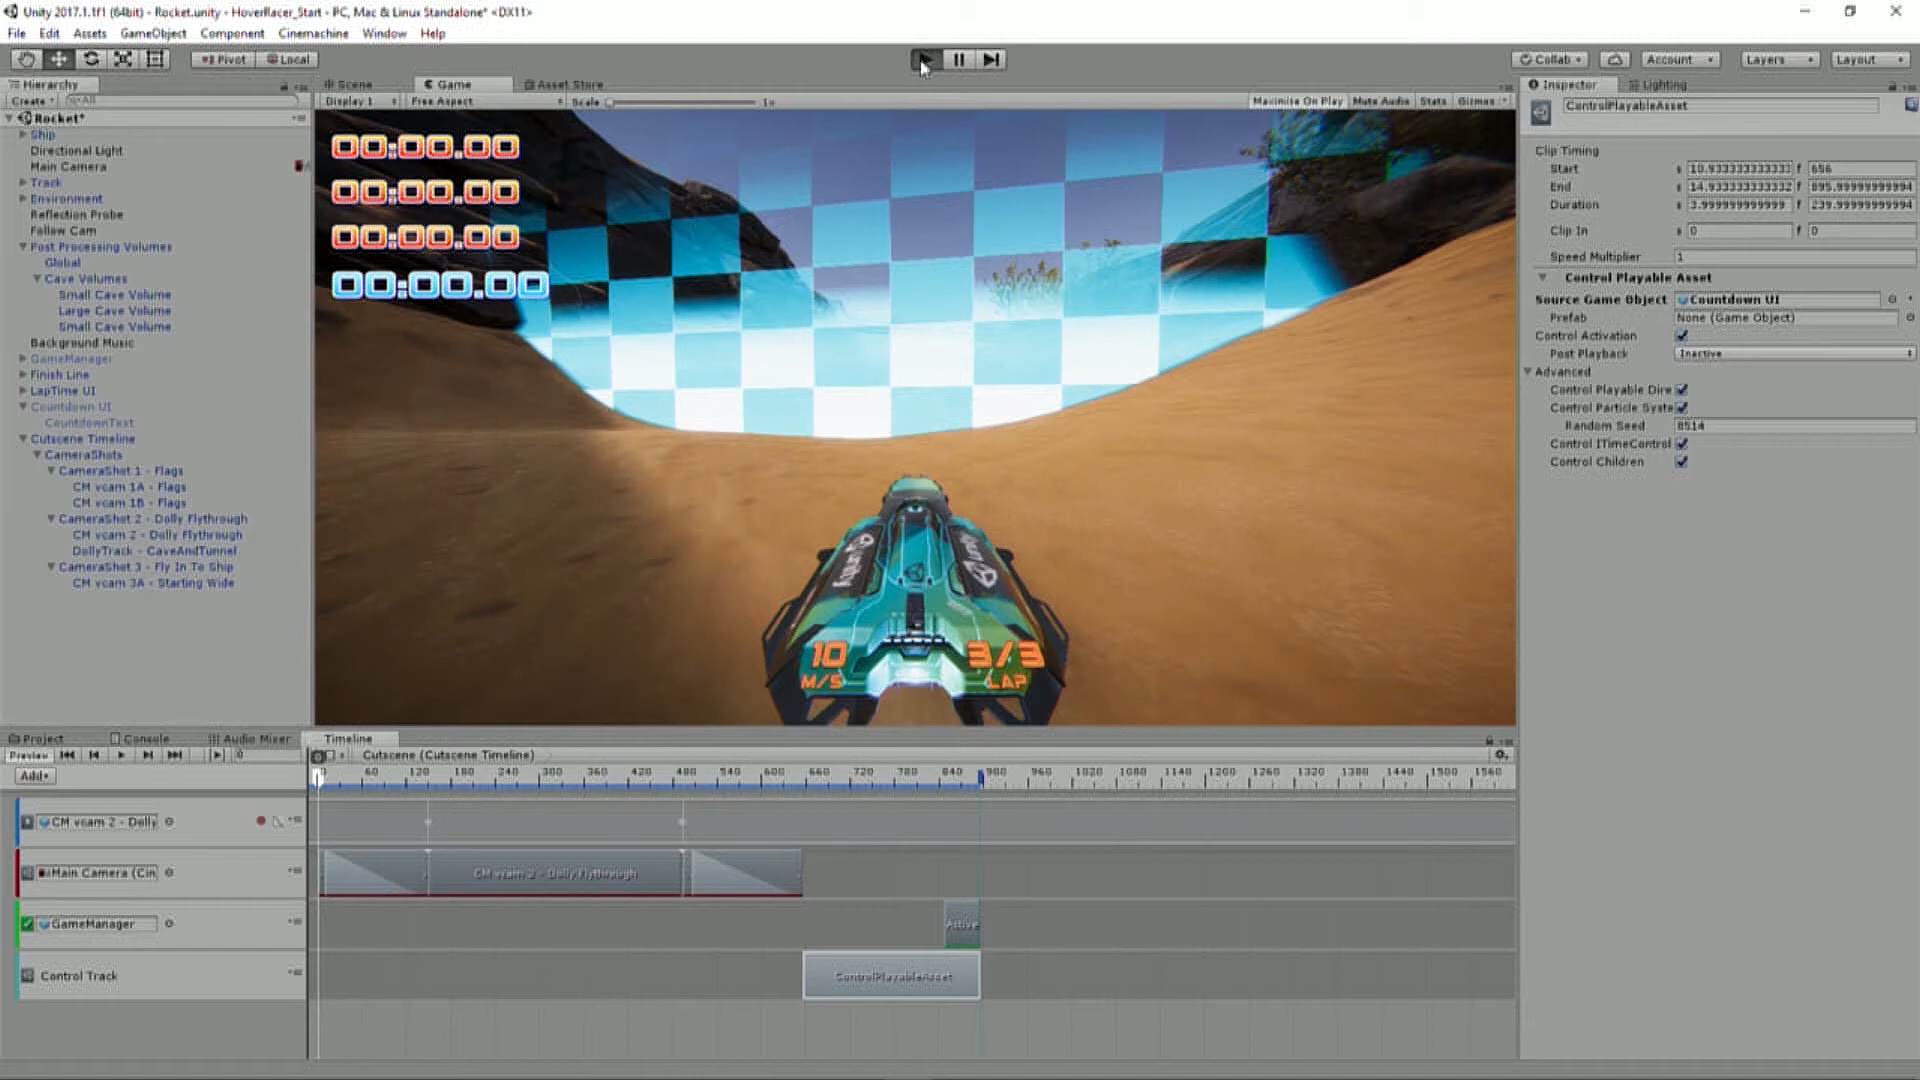 Unity 2017.1.1f1 (64bit) - Rocket.unity - HoverRacer_Start - PC, Mac & Linux Standalone* <DX11>
File Edit Assets GameObject Component Cinemachine Window Help
Pivot Local
Collab Account Layers Layout
Hierarchy
Create All
Rocket*
Ship
Directional Light
Main Camera
Track
Environment
Reflection Probe
Follow Cam
Post Processing Volumes
Global
Cave Volumes
Small Cave Volume
Large Cave Volume
Small Cave Volume
Background Music
GameManager
Finish Line
LapTime UI
Countdown UI
CountdownText
Cutscene Timeline
CameraShots
CameraShot 1 - Flags
CM vcam 1A - Flags
CM vcam 1B - Flags
CameraShot 2 - Dolly Flythrough
CM vcam 2 - Dolly Flythrough
DollyTrack - CaveAndTunnel
CameraShot 3 - Fly In To Ship
CM vcam 3A - Starting Wide
Scene Game Asset Store
Display 1 Free Aspect Scale 1x Maximize On Play Mute Audio Stats Gizmos
00:00.00
00:00.00
00:00.00
00:00.00
unity unity
10 3/3
M/S LAP
Inspector Lighting
ControlPlayableAsset
Clip Timing
Start s 10.933333333333 f 656
End s 14.933333333332 f 895.99999999994
Duration s 3.999999999999 f 239.99999999994
Clip In s 0 f 0
Speed Multiplier 1
Control Playable Asset
Source Game Object Countdown UI
Prefab None (Game Object)
Control Activation
Post Playback Inactive
Advanced
Control Playable Dire
Control Particle Syste
Random Seed 8514
Control ITimeControl
Control Children
Project Console Audio Mixer Timeline
Preview 0 Cutscene (Cutscene Timeline)
Add
0 60 120 180 240 300 360 420 480 540 600 660 720 780 840 900 960 1020 1080 1140 1200 1260 1320 1380 1440 1500 1560
CM vcam 2 - Dolly
Main Camera (Cin CM vcam 2 - Dolly Flythrough
GameManager Active
Control Track ControlPlayableAsset